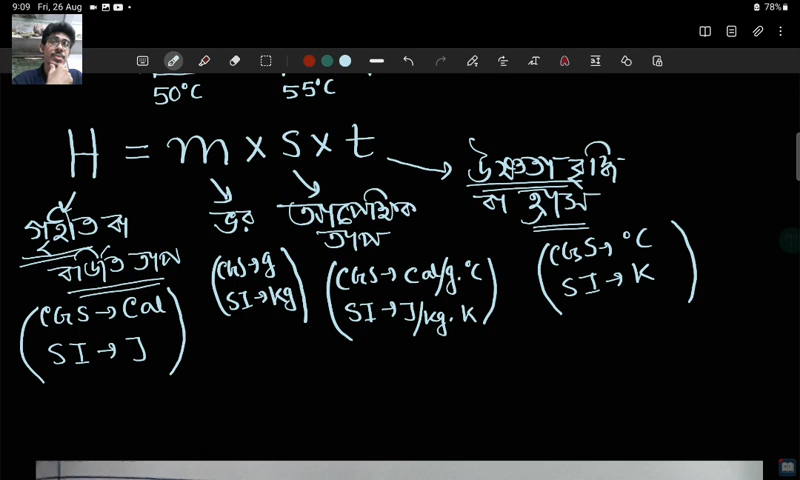 9:09 Fri, 26 Aug
78%
50°C 55°C
H = m × s × t
উষ্ণতা বৃদ্ধি
বা হ্রাস
গৃহীত বা
বর্জিত তাপ
ভর
আপেক্ষিক
তাপ
(CGS → Cal
SI → J)
(CGS → g
SI → Kg)
(CGS → Cal/g.°C
SI → J/Kg. K)
(CGS → °C
SI → K)